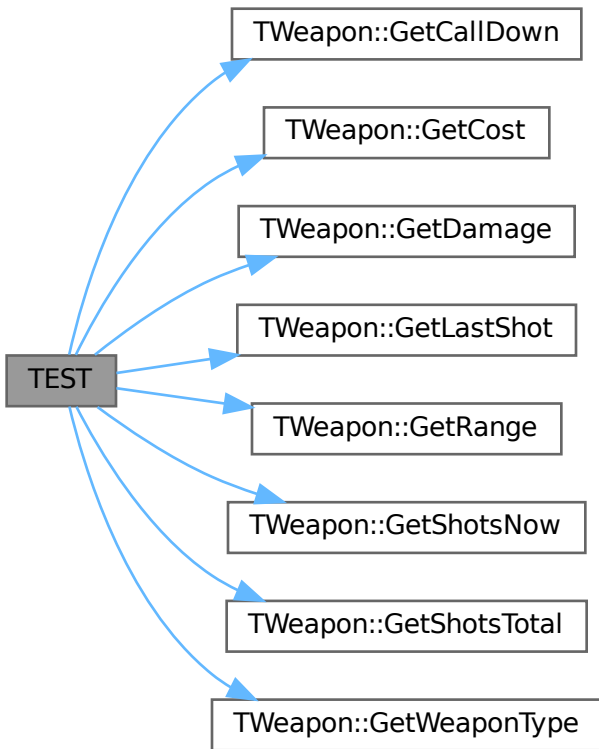 TWeapon::GetCallDown
TWeapon::GetCost
TWeapon::GetDamage
TWeapon::GetLastShot
TEST
TWeapon::GetRange
TWeapon::GetShotsNow
TWeapon::GetShotsTotal
TWeapon::GetWeaponType